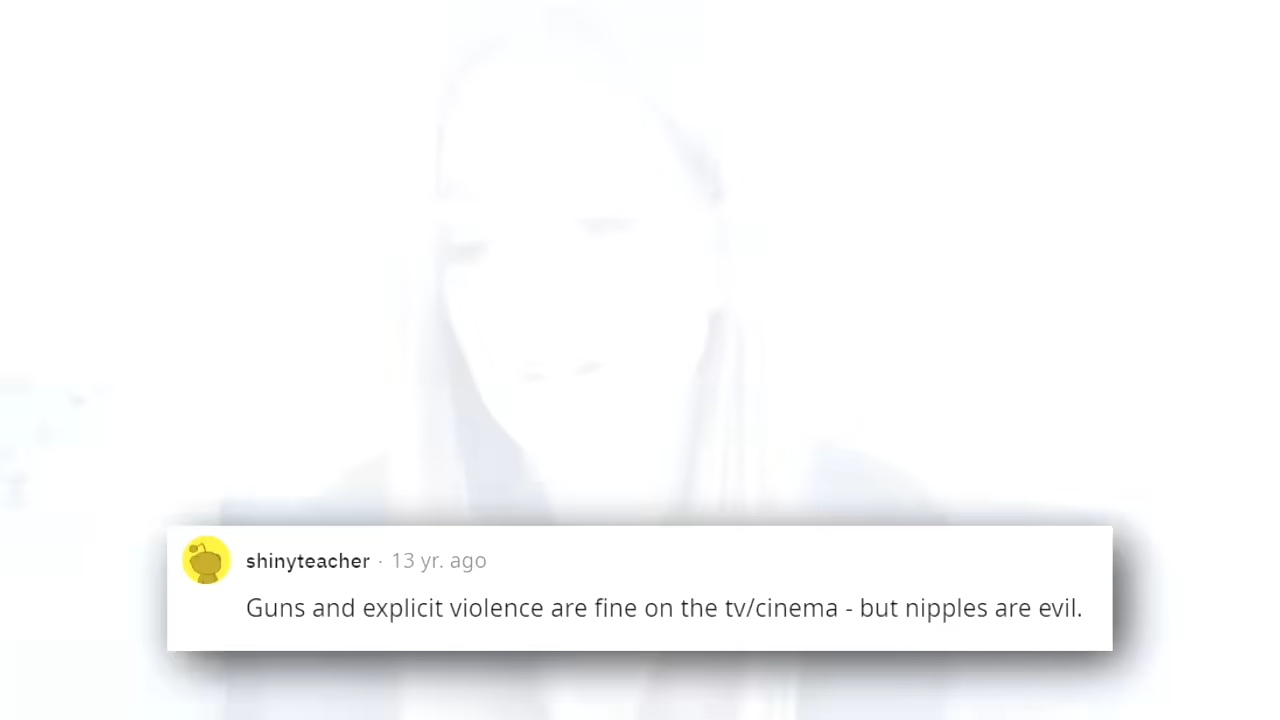 shinyteacher · 13 yr. ago
Guns and explicit violence are fine on the tv/cinema - but nipples are evil.